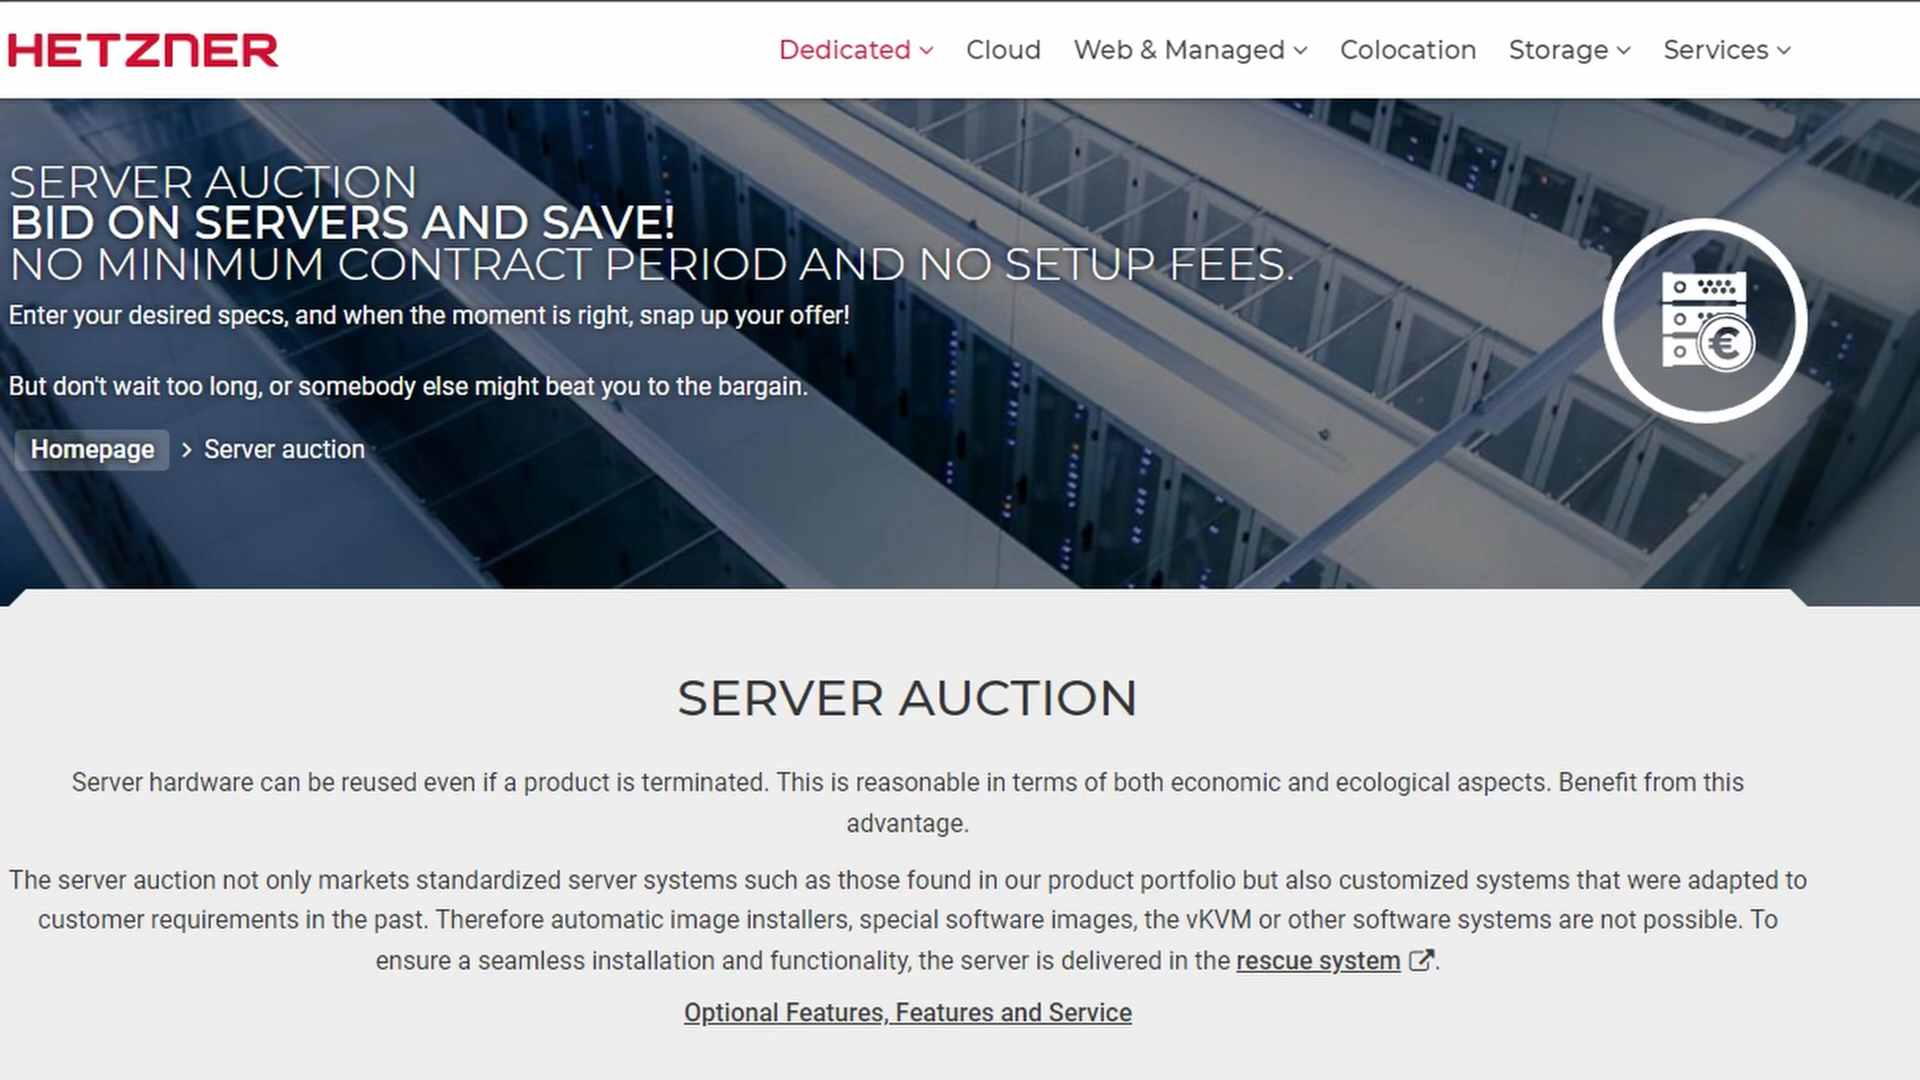 HETZNER
Dedicated Cloud Web & Managed Colocation Storage Services
SERVER AUCTION
BID ON SERVERS AND SAVE!
NO MINIMUM CONTRACT PERIOD AND NO SETUP FEES.
Enter your desired specs, and when the moment is right, snap up your offer!
But don't wait too long, or somebody else might beat you to the bargain.
Homepage > Server auction
€
SERVER AUCTION
Server hardware can be reused even if a product is terminated. This is reasonable in terms of both economic and ecological aspects. Benefit from this
advantage.
The server auction not only markets standardized server systems such as those found in our product portfolio but also customized systems that were adapted to
customer requirements in the past. Therefore automatic image installers, special software images, the vKVM or other software systems are not possible. To
ensure a seamless installation and functionality, the server is delivered in the rescue system.
Optional Features, Features and Service